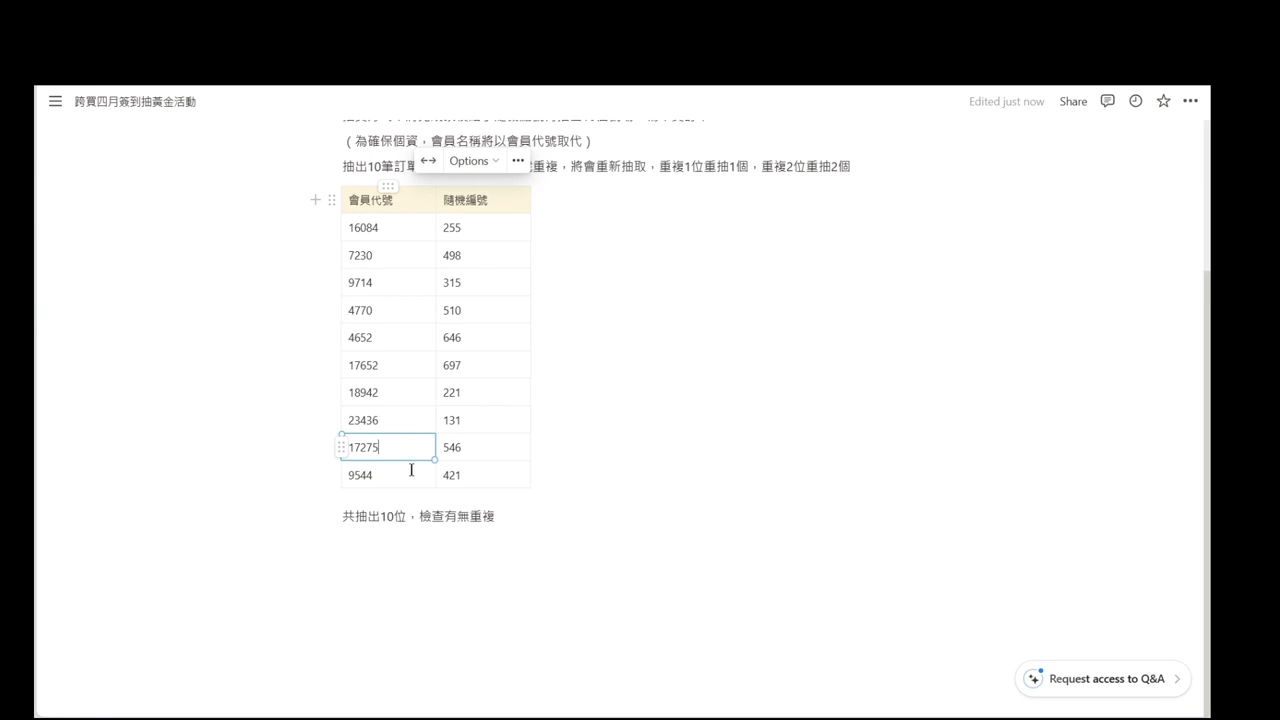 跨買四月簽到抽黃金活動
Edited just now
Share
（為確保個資，會員名稱將以會員代號取代）
Options
抽出10筆訂單 重複，將會重新抽取，重複1位重抽1個，重複2位重抽2個
會員代號 隨機編號
16084 255
7230 498
9714 315
4770 510
4652 646
17652 697
18942 221
23436 131
17275 546
9544 421
共抽出10位，檢查有無重複
Request access to Q&A